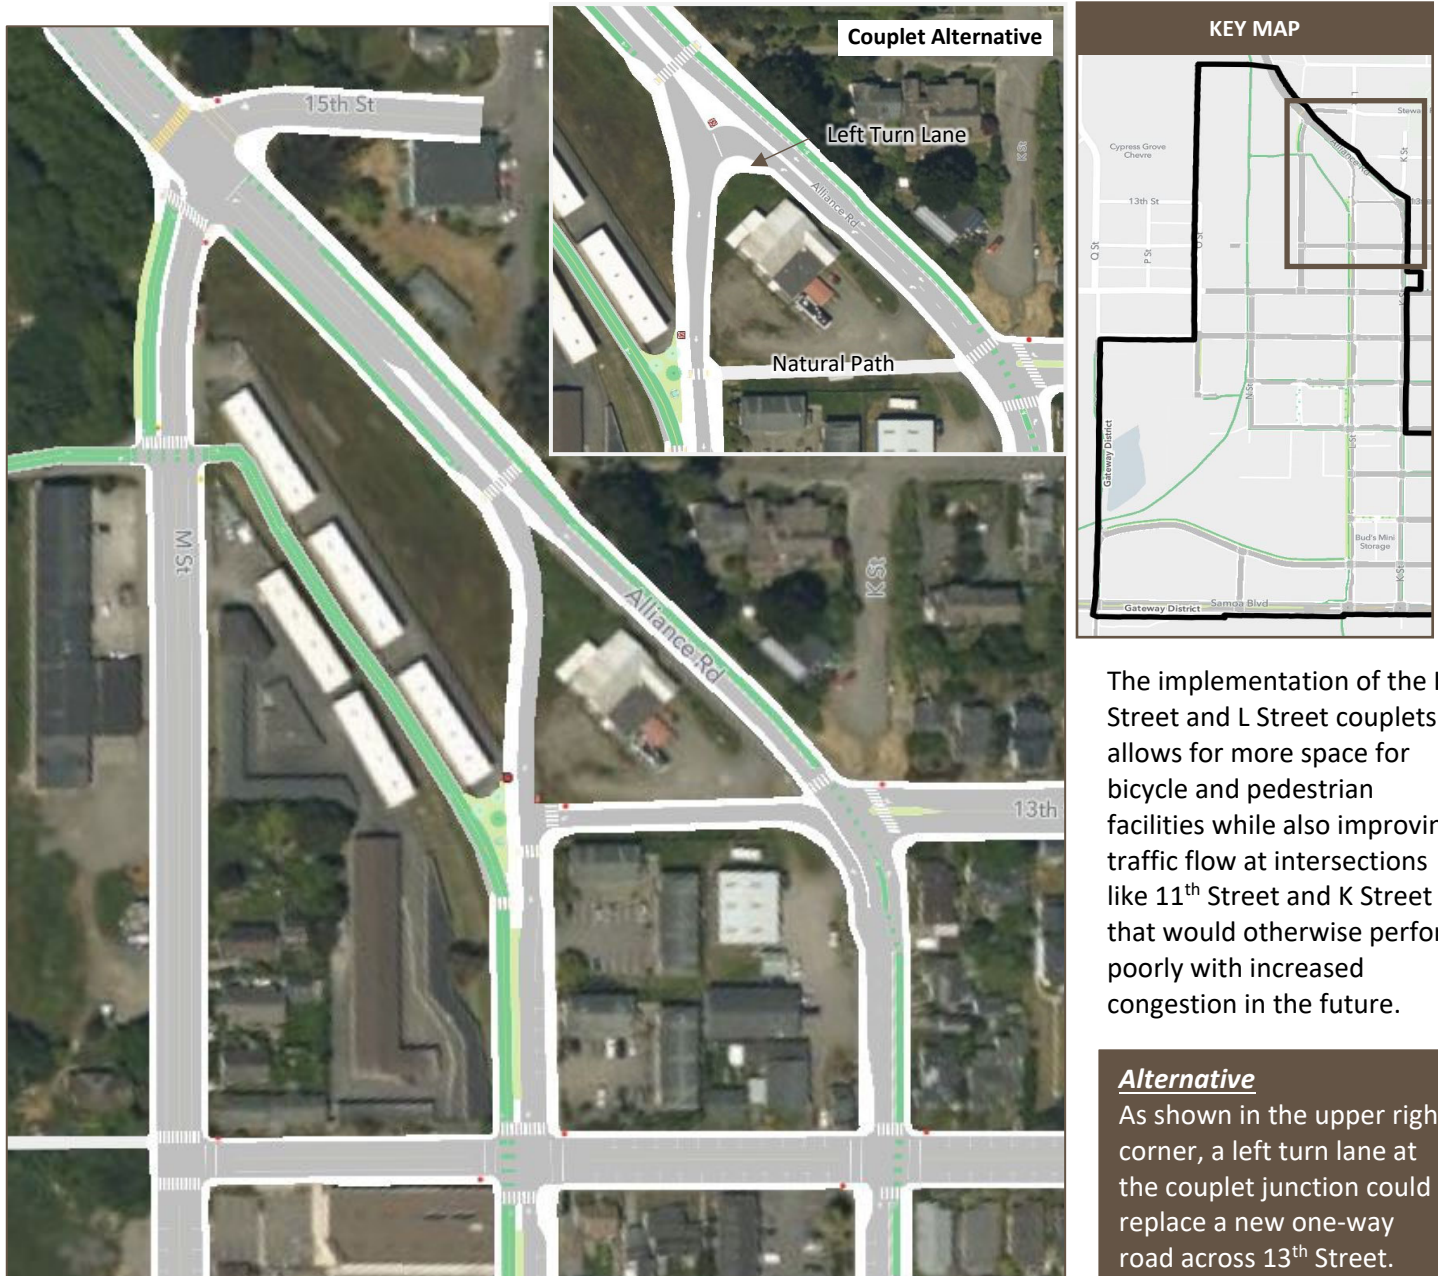 Couplet Alternative
Left Turn Lane
Alliance Rd
K St
Natural Path
15th St
M St
Alliance Rd
K St
13th
KEY MAP
Cypress Grove
Chevre
13th St
Q St
P St
O St
L
K St
Alliance Rd
N St
L St
K St
Gateway District
Bud's Mini
Storage
K St
Gateway District
Samoa Blvd
The implementation of the
Street and L Street couplets
allows for more space for
bicycle and pedestrian
facilities while also improvin
traffic flow at intersections
like 11th Street and K Street
that would otherwise perfor
poorly with increased
congestion in the future.
Alternative
As shown in the upper righ
corner, a left turn lane at
the couplet junction could
replace a new one-way
road across 13th Street.